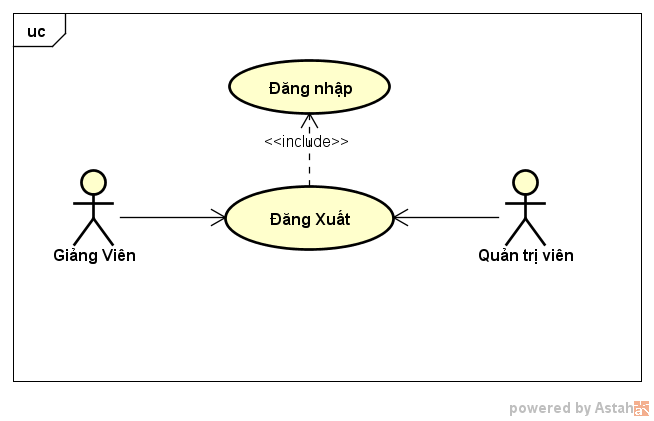 uc
Đăng nhập
<<include>>
Đăng Xuất
Giảng Viên
Quản trị viên
powered by Astah